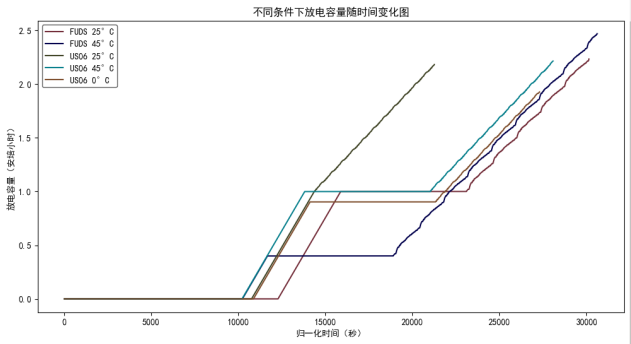 不同条件下放电容量随时间变化图
FUDS 25°C
FUDS 45°C
US06 25°C
US06 45°C
US06 0°C
放电容量（安培小时）
2.5
2.0
1.5
1.0
0.5
0.0
0
5000
10000
15000
20000
25000
30000
归一化时间（秒）